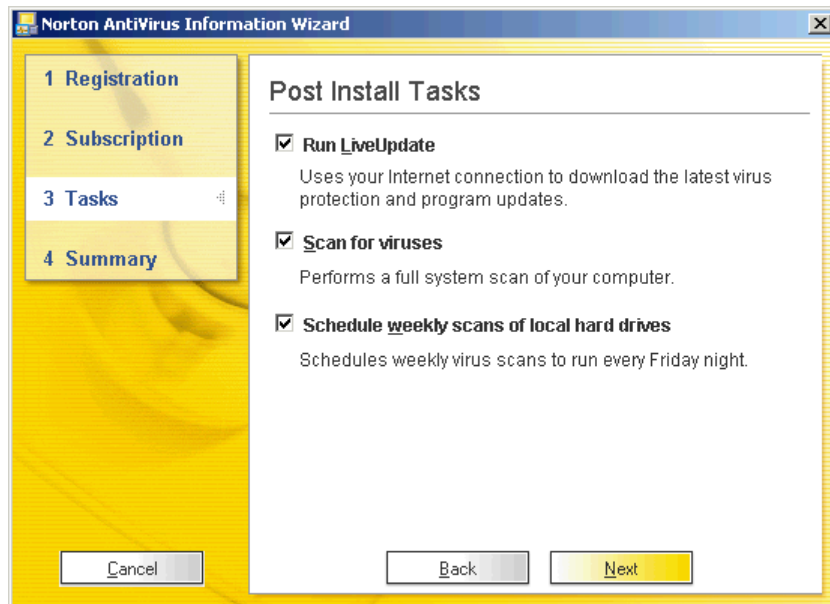 Norton AntiVirus Information Wizard
1 Registration
2 Subscription
3 Tasks
4 Summary
Post Install Tasks
Run LiveUpdate
Uses your Internet connection to download the latest virus
protection and program updates.
Scan for viruses
Performs a full system scan of your computer.
Schedule weekly scans of local hard drives
Schedules weekly virus scans to run every Friday night.
Cancel
Back
Next